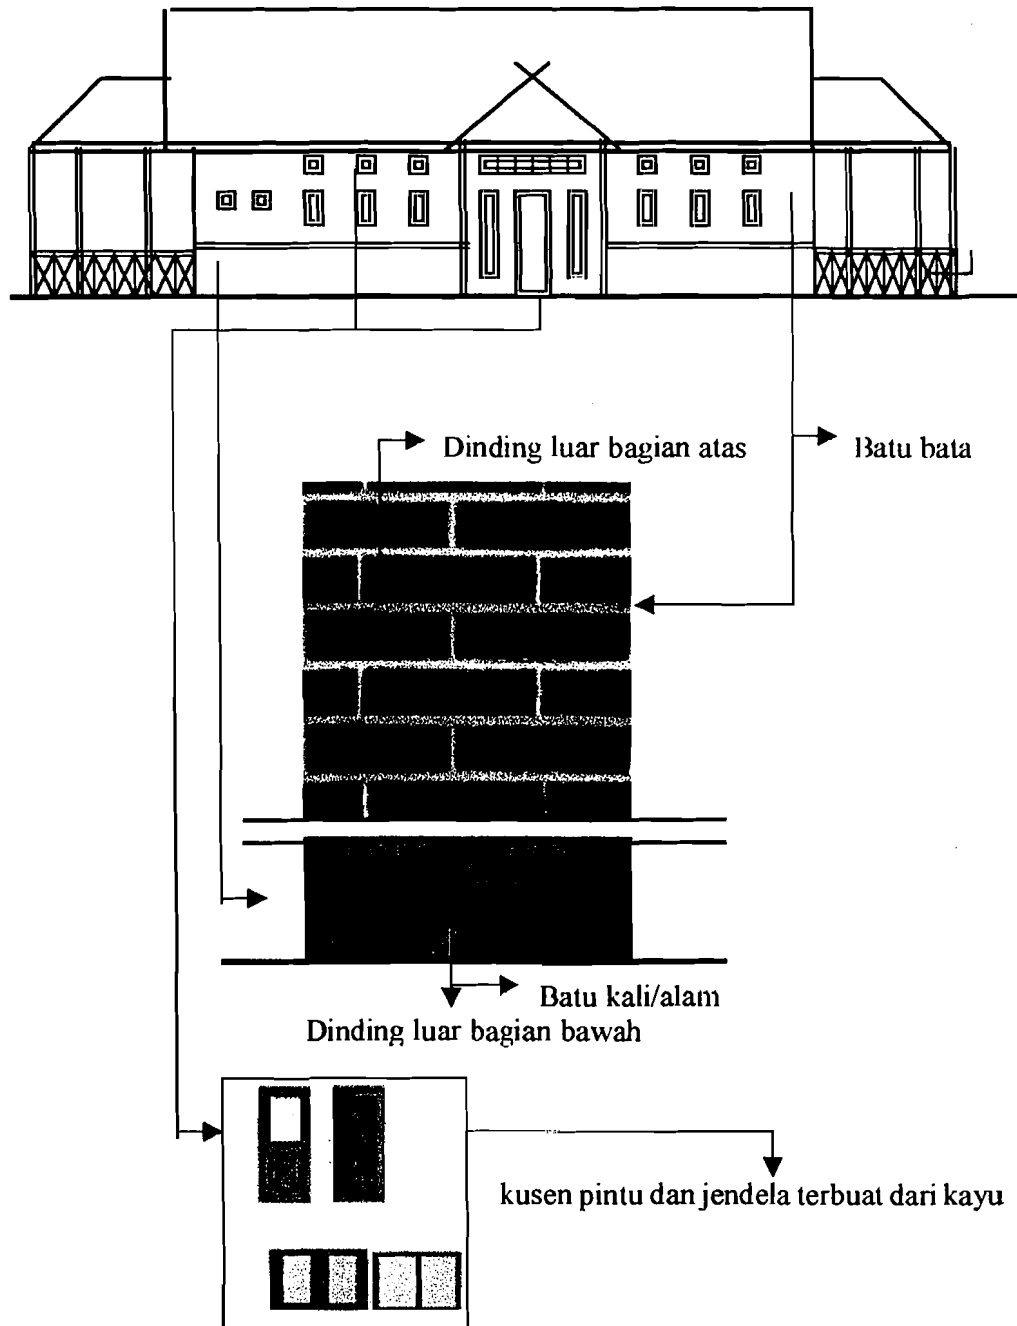 Dinding luar bagian atas
Batu bata
Batu kali/alam
Dinding luar bagian bawah
kusen pintu dan jendela terbuat dari kayu